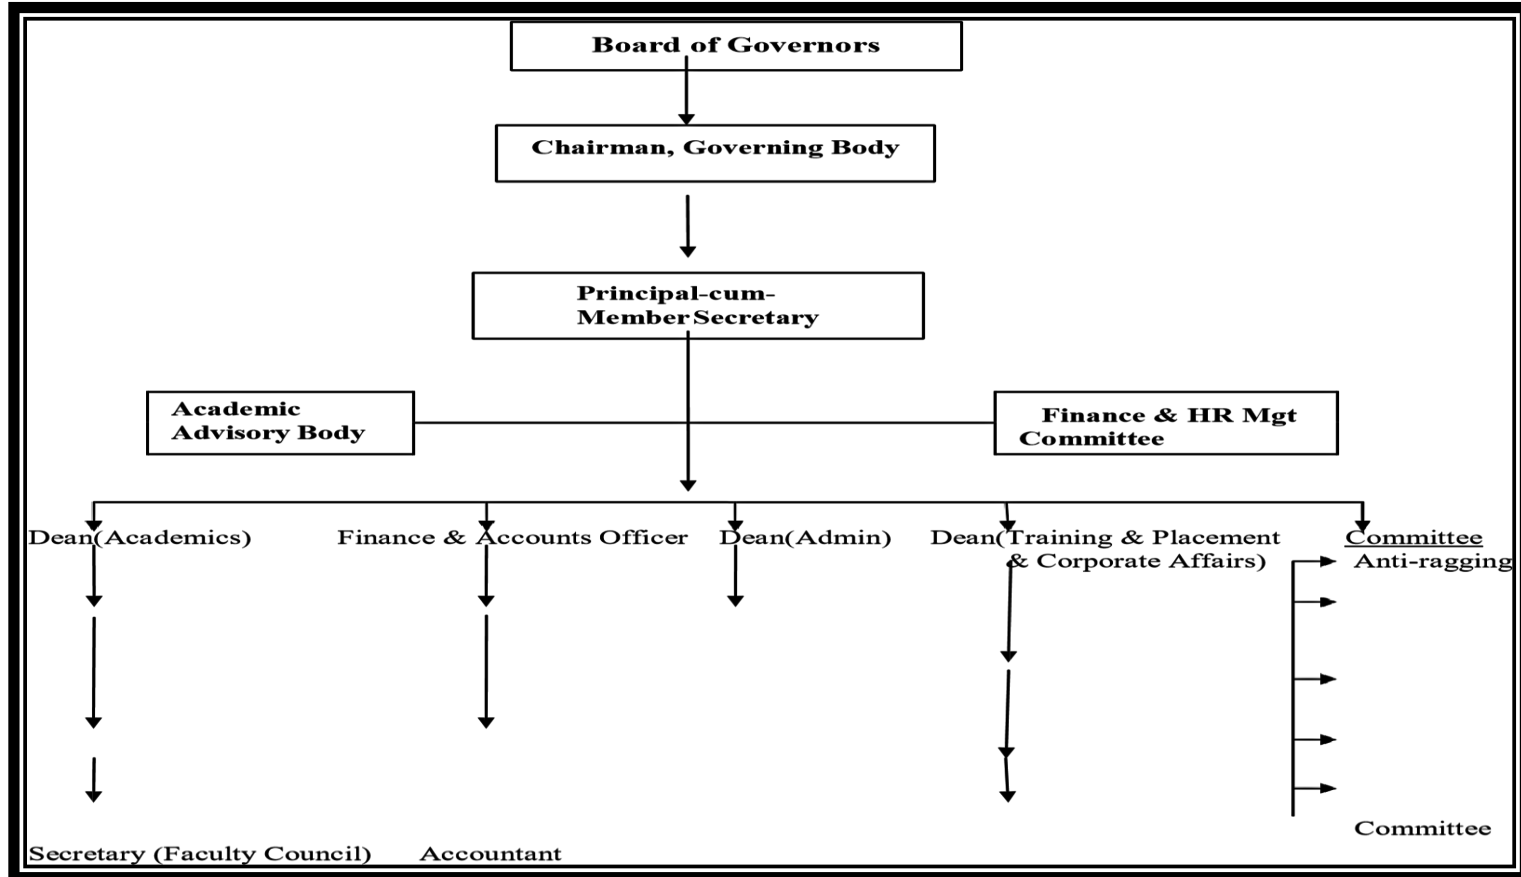 Board of Governors
Chairman, Governing Body
Principal-cum-
Member Secretary
Academic
Advisory Body
Finance & HR Mgt
Committee
Dean(Academics)
Finance & Accounts Officer
Dean(Admin)
Dean(Training & Placement
& Corporate Affairs)
Committee
Anti-ragging
Committee
Secretary (Faculty Council)
Accountant